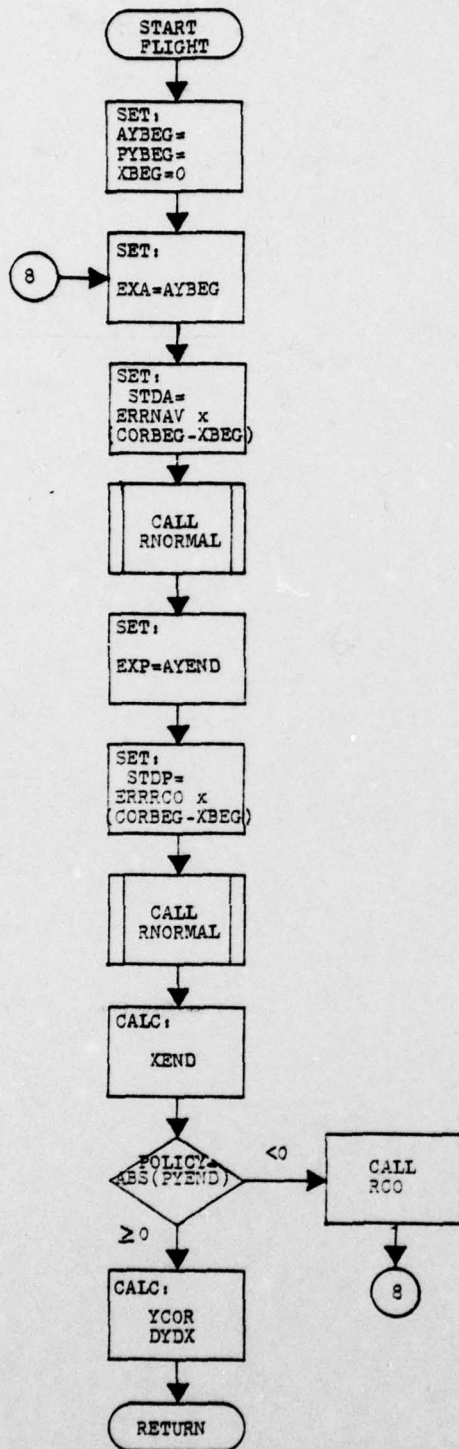 START
FLIGHT
SET:
AYBEG=
PYBEG=
XBEG=0
8
SET:
EXA=AYBEG
SET:
STDA=
ERRNAV x
(CORBEG-XBEG)
CALL
RNORMAL
SET:
EXP=AYEND
SET:
STDP=
ERRRCO x
(CORBEG-XBEG)
CALL
RNORMAL
CALC:
XEND
POLICY-
ABS(PYEND)
<0
CALL
RCO
≥0
8
CALC:
YCOR
DYDX
RETURN